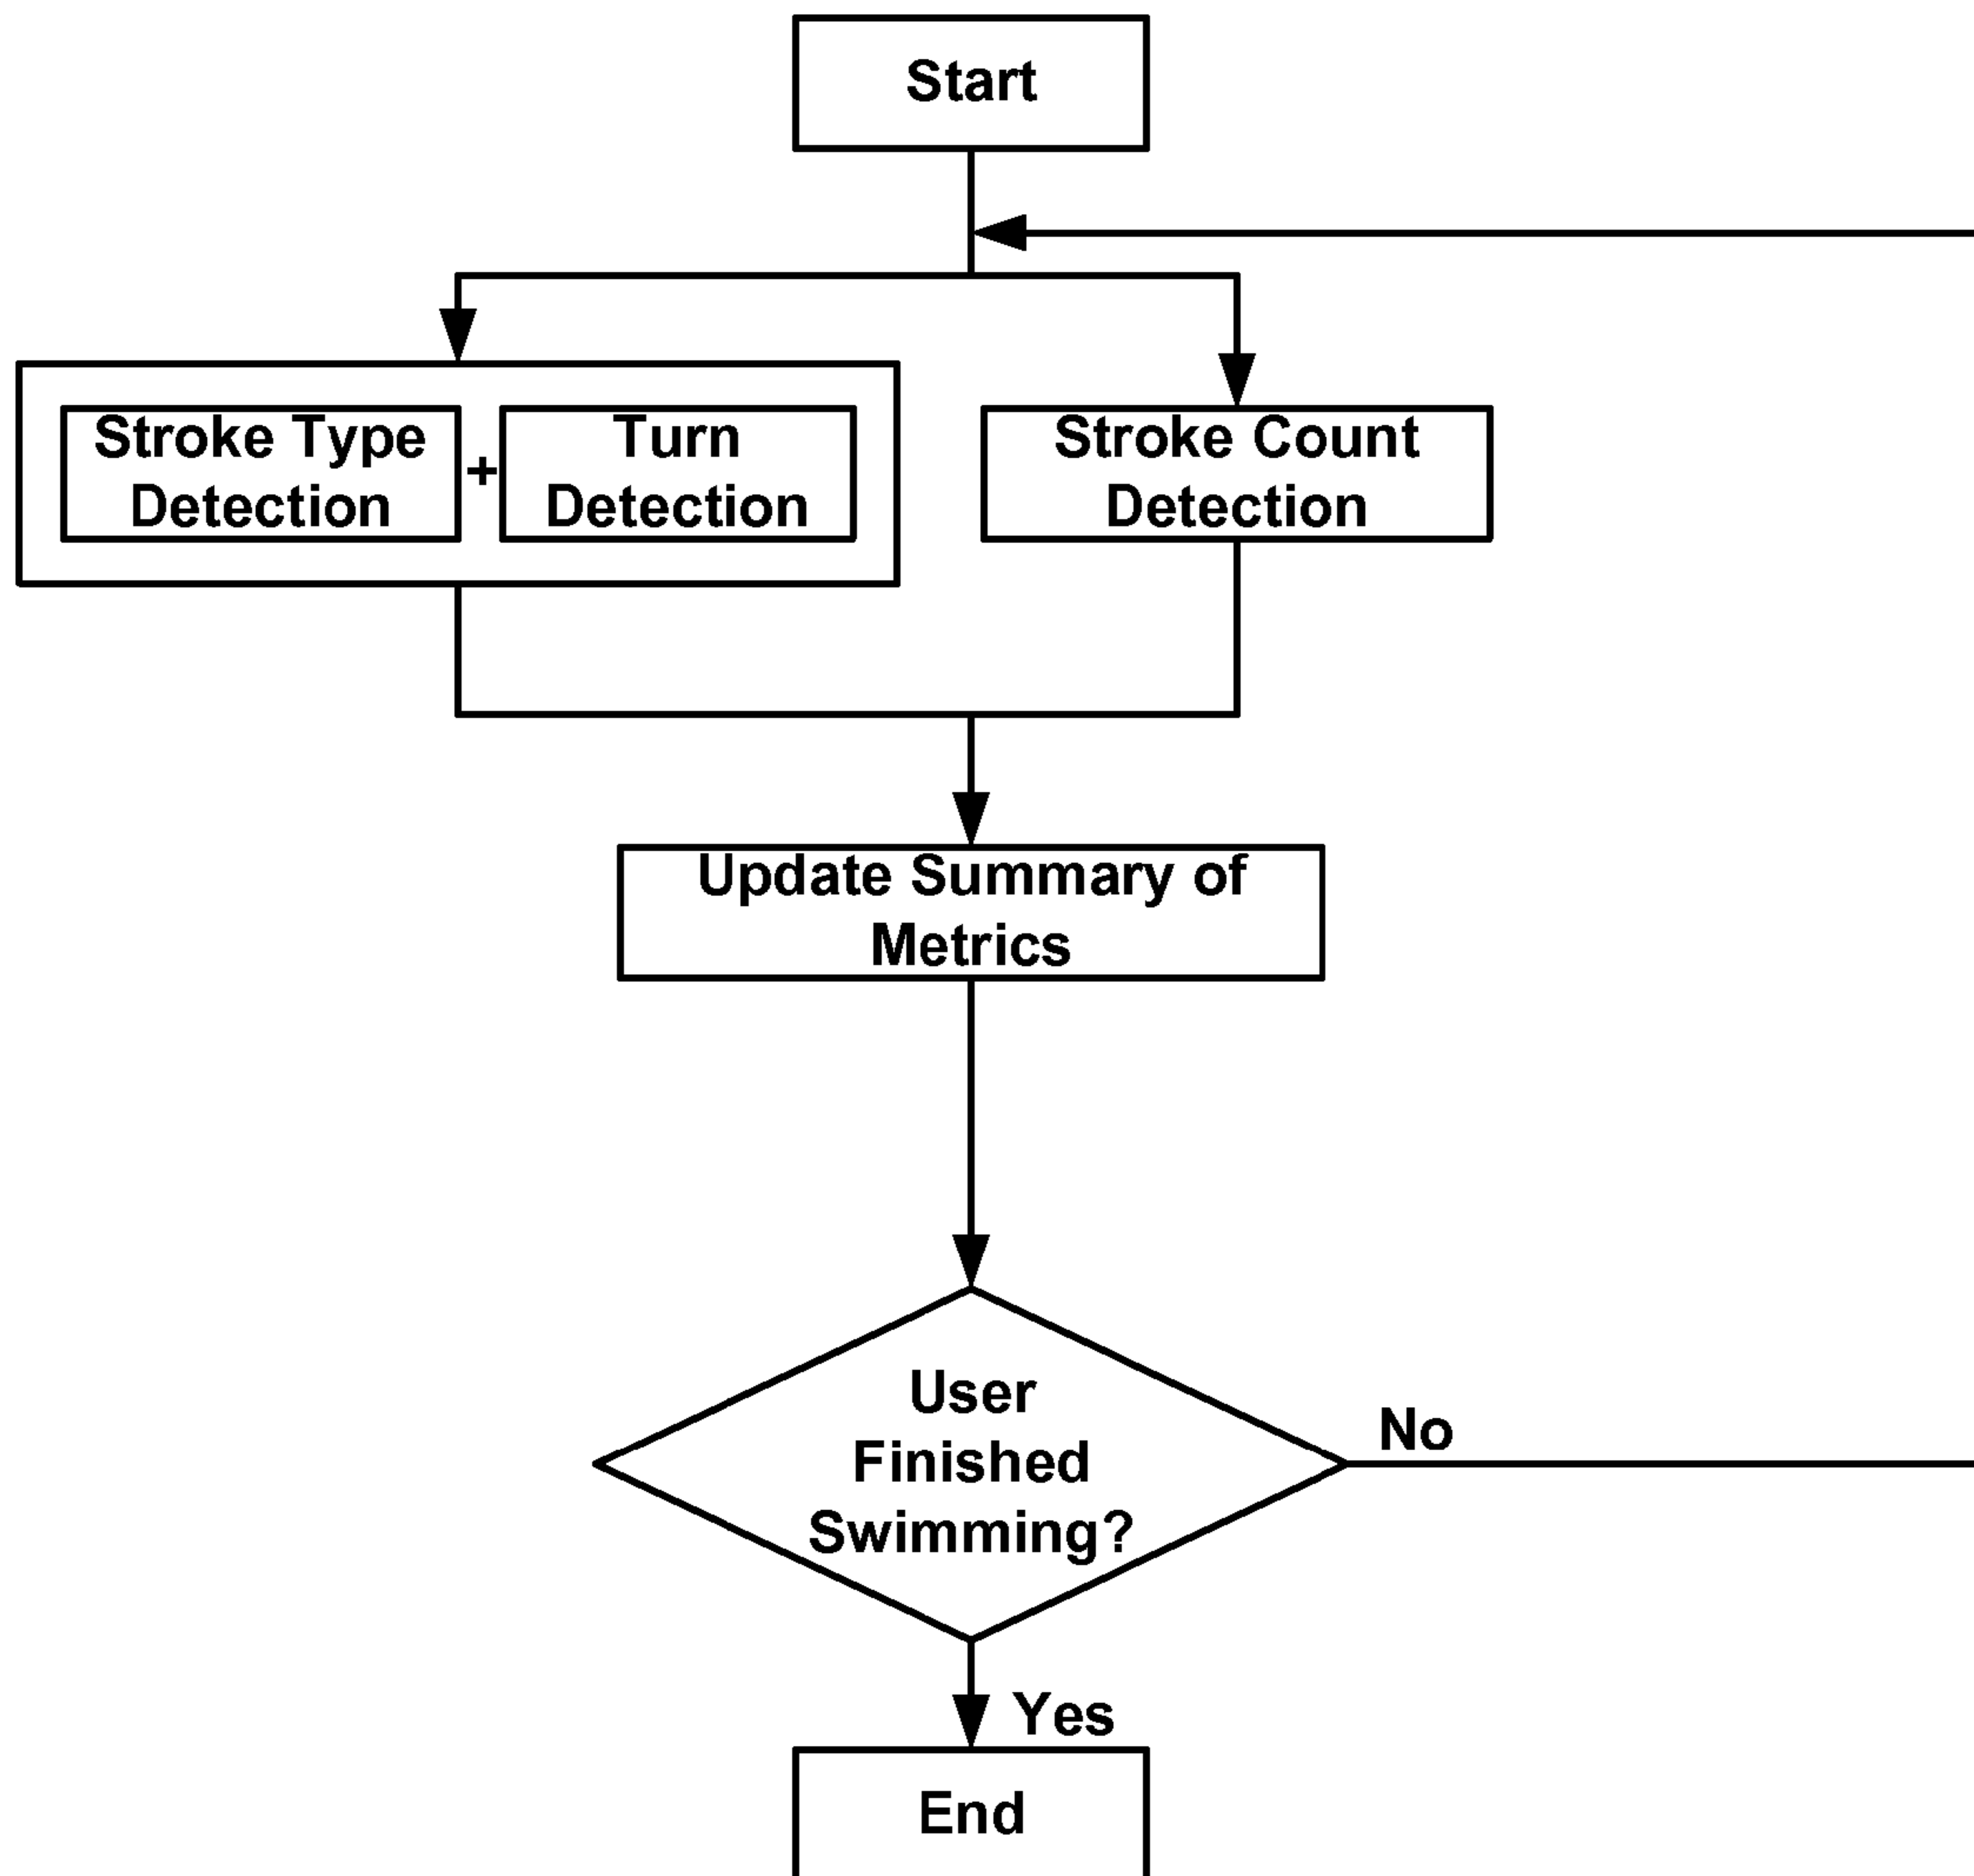 Start
Stroke Type
Detection
+
Turn
Detection
Stroke Count
Detection
Update Summary of
Metrics
User
Finished
Swimming?
No
Yes
End